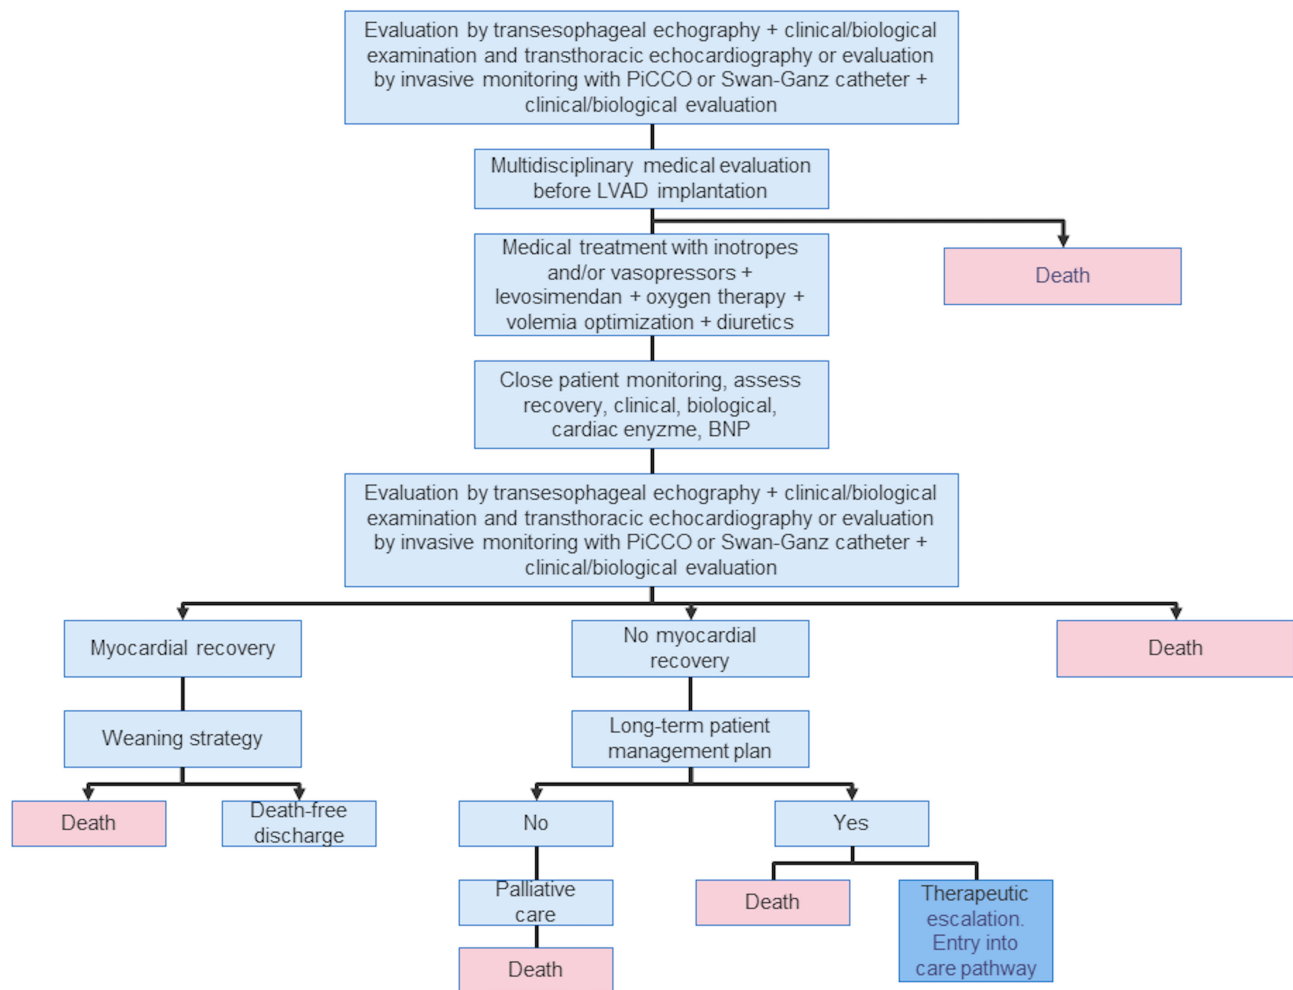 Evaluation by transesophageal echography + clinical/biological
examination and transthoracic echocardiography or evaluation
by invasive monitoring with PiCCO or Swan-Ganz catheter +
clinical/biological evaluation
Multidisciplinary medical evaluation
before LVAD implantation
Medical treatment with inotropes
and/or vasopressors +
levosimendan + oxygen therapy +
volemia optimization + diuretics
Death
Close patient monitoring, assess
recovery, clinical, biological,
cardiac enyzme, BNP
Evaluation by transesophageal echography + clinical/biological
examination and transthoracic echocardiography or evaluation
by invasive monitoring with PiCCO or Swan-Ganz catheter +
clinical/biological evaluation
Myocardial recovery
No myocardial
recovery
Death
Weaning strategy
Long-term patient
management plan
Death
Death-free
discharge
No
Yes
Palliative
care
Death
Therapeutic
escalation.
Entry into
care pathway
Death